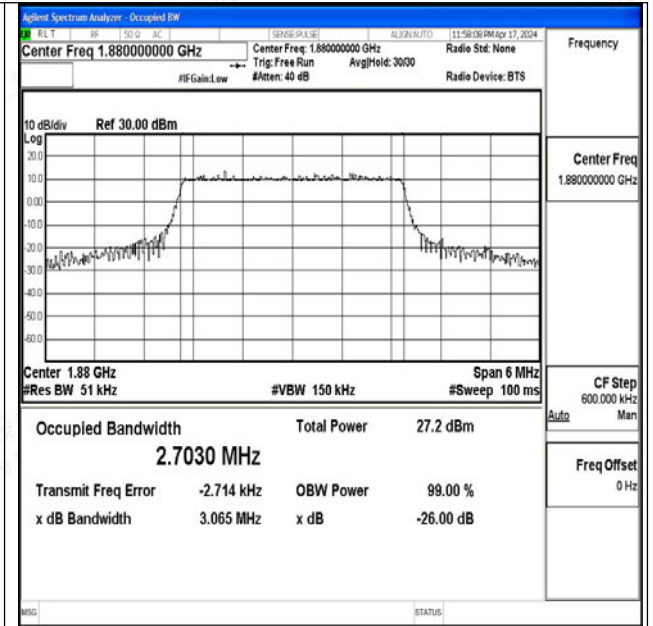 Agilent Spectrum Analyzer - Occupied BW
RL T RF 50 Ω AC SENSE:PULSE ALIGN AUTO 11:58:08 PM Apr 17, 2024
Center Freq 1.880000000 GHz Center Freq: 1.880000000 GHz Radio Std: None Frequency
Trig: Free Run Avg|Hold: 30/30
#IFGain:Low #Atten: 40 dB Radio Device: BTS
10 dB/div Ref 30.00 dBm
Log
20.0
10.0
0.00
-10.0
-20.0
-30.0
-40.0
-50.0
-60.0
Center 1.88 GHz Span 6 MHz
#Res BW 51 kHz #VBW 150 kHz #Sweep 100 ms
Occupied Bandwidth Total Power 27.2 dBm
2.7030 MHz
Transmit Freq Error -2.714 kHz OBW Power 99.00 %
x dB Bandwidth 3.065 MHz x dB -26.00 dB
Center Freq
1.880000000 GHz
CF Step
600.000 kHz
Auto Man
Freq Offset
0 Hz
MSG STATUS